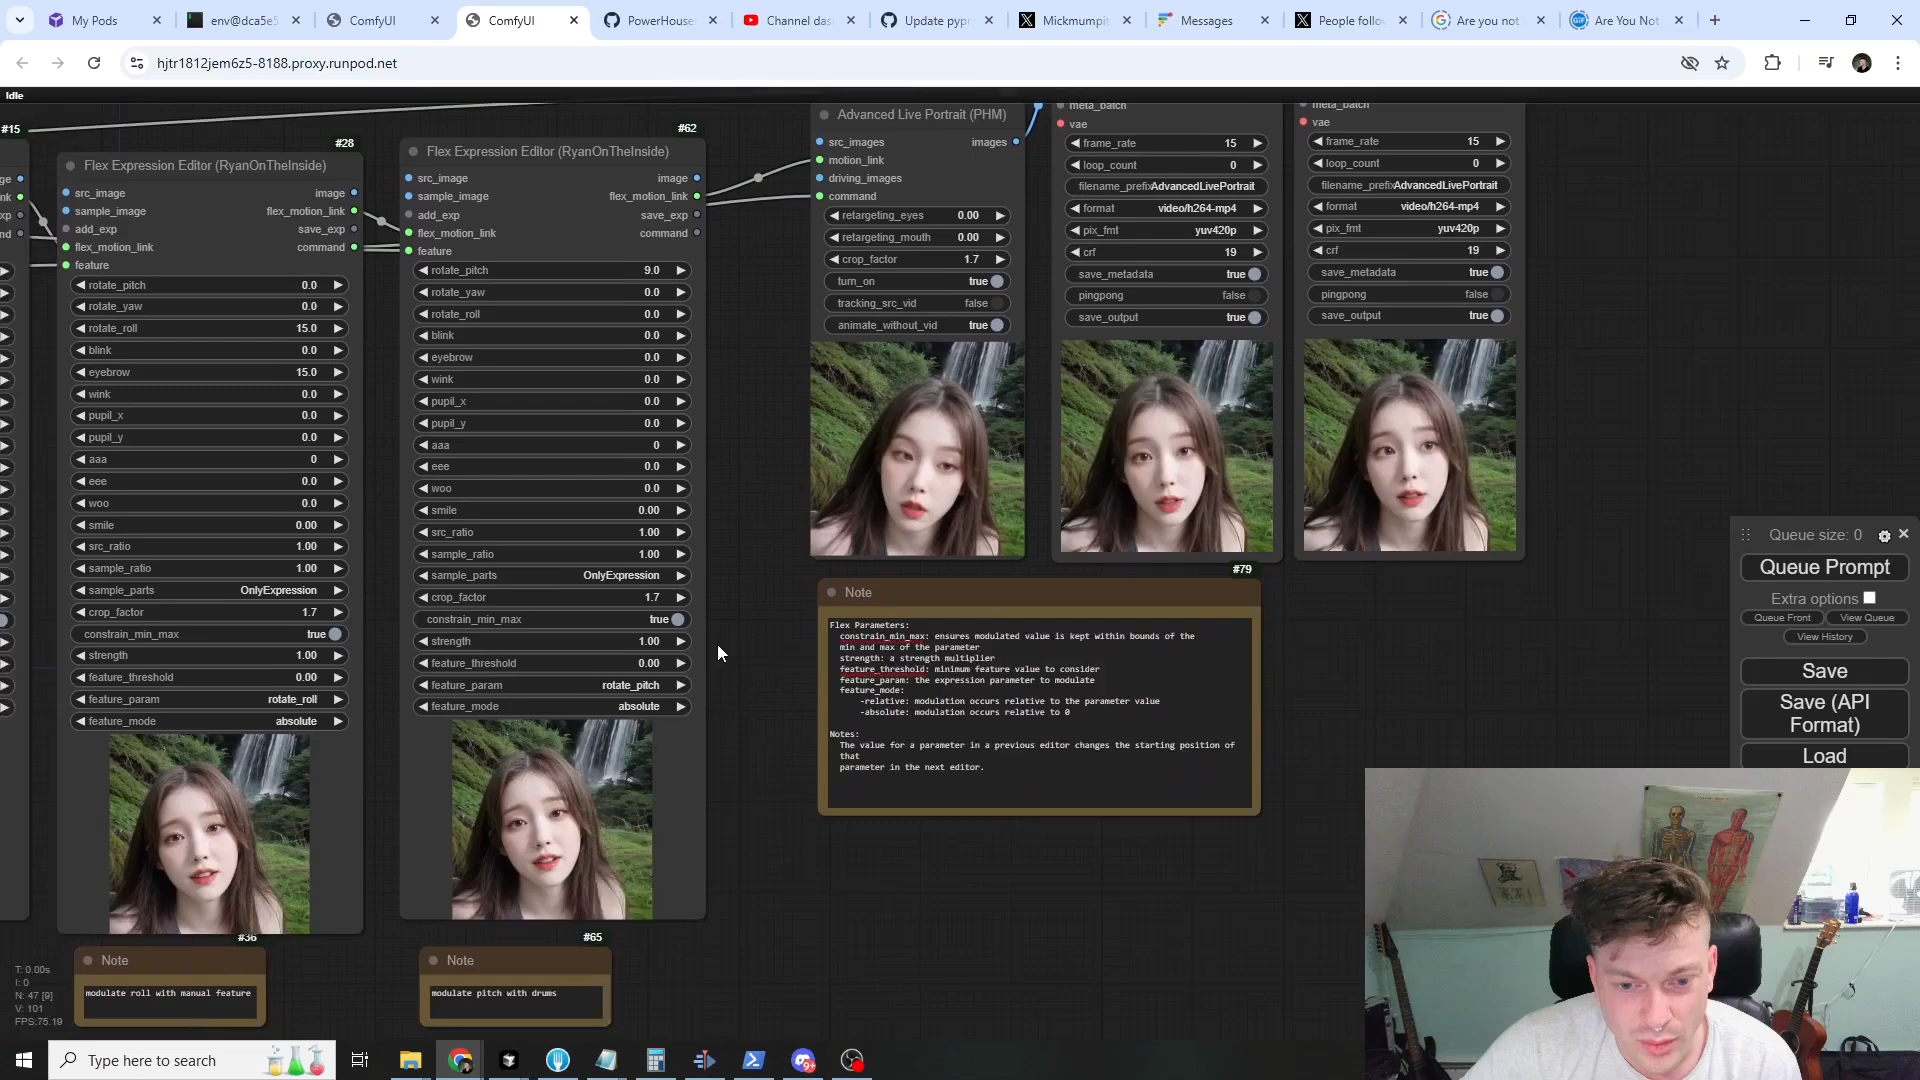 My Pods
env@dca5e5
ComfyUI
ComfyUI
PowerHouse
Channel das
Update pypr
Mickmumpit
Messages
People follo
Are you not
Are You Not
hjtr1812jem6z5-8188.proxy.runpod.net
Idle
#15
nk
xp
nd
#28
Flex Expression Editor (RyanOnTheInside)
src_image
image
sample_image
flex_motion_link
add_exp
save_exp
flex_motion_link
command
feature
rotate_pitch 0.0
rotate_yaw 0.0
rotate_roll 15.0
blink 0.0
eyebrow 15.0
wink 0.0
pupil_x 0.0
pupil_y 0.0
aaa 0
eee 0.0
woo 0.0
smile 0.00
src_ratio 1.00
sample_ratio 1.00
sample_parts OnlyExpression
crop_factor 1.7
constrain_min_max true
strength 1.00
feature_threshold 0.00
feature_param rotate_roll
feature_mode absolute
#36
Note
modulate roll with manual feature
#62
Flex Expression Editor (RyanOnTheInside)
src_image
image
sample_image
flex_motion_link
add_exp
save_exp
flex_motion_link
command
feature
rotate_pitch 9.0
rotate_yaw 0.0
rotate_roll 0.0
blink 0.0
eyebrow 0.0
wink 0.0
pupil_x 0.0
pupil_y 0.0
aaa 0
eee 0.0
woo 0.0
smile 0.00
src_ratio 1.00
sample_ratio 1.00
sample_parts OnlyExpression
crop_factor 1.7
constrain_min_max true
strength 1.00
feature_threshold 0.00
feature_param rotate_pitch
feature_mode absolute
#65
Note
modulate pitch with drums
Advanced Live Portrait (PHM)
src_images
images
motion_link
driving_images
command
retargeting_eyes 0.00
retargeting_mouth 0.00
crop_factor 1.7
turn_on true
tracking_src_vid false
animate_without_vid true
meta_batch
vae
frame_rate 15
loop_count 0
filename_prefix AdvancedLivePortrait
format video/h264-mp4
pix_fmt yuv420p
crf 19
save_metadata true
pingpong false
save_output true
meta_batch
vae
frame_rate 15
loop_count 0
filename_prefix AdvancedLivePortrait
format video/h264-mp4
pix_fmt yuv420p
crf 19
save_metadata true
pingpong false
save_output true
#79
Note
Flex Parameters:
constrain_min_max: ensures modulated value is kept within bounds of the
min and max of the parameter
strength: a strength multiplier
feature_threshold: minimum feature value to consider
feature_param: the expression parameter to modulate
feature_mode:
-relative: modulation occurs relative to the parameter value
-absolute: modulation occurs relative to 0
Notes:
The value for a parameter in a previous editor changes the starting position of
that
parameter in the next editor.
Queue size: 0
Queue Prompt
Extra options
Queue Front
View Queue
View History
Save
Save (API
Format)
Load
T: 0.00s
I: 0
N: 47 [9]
V: 101
FPS:75.19
Type here to search
9+